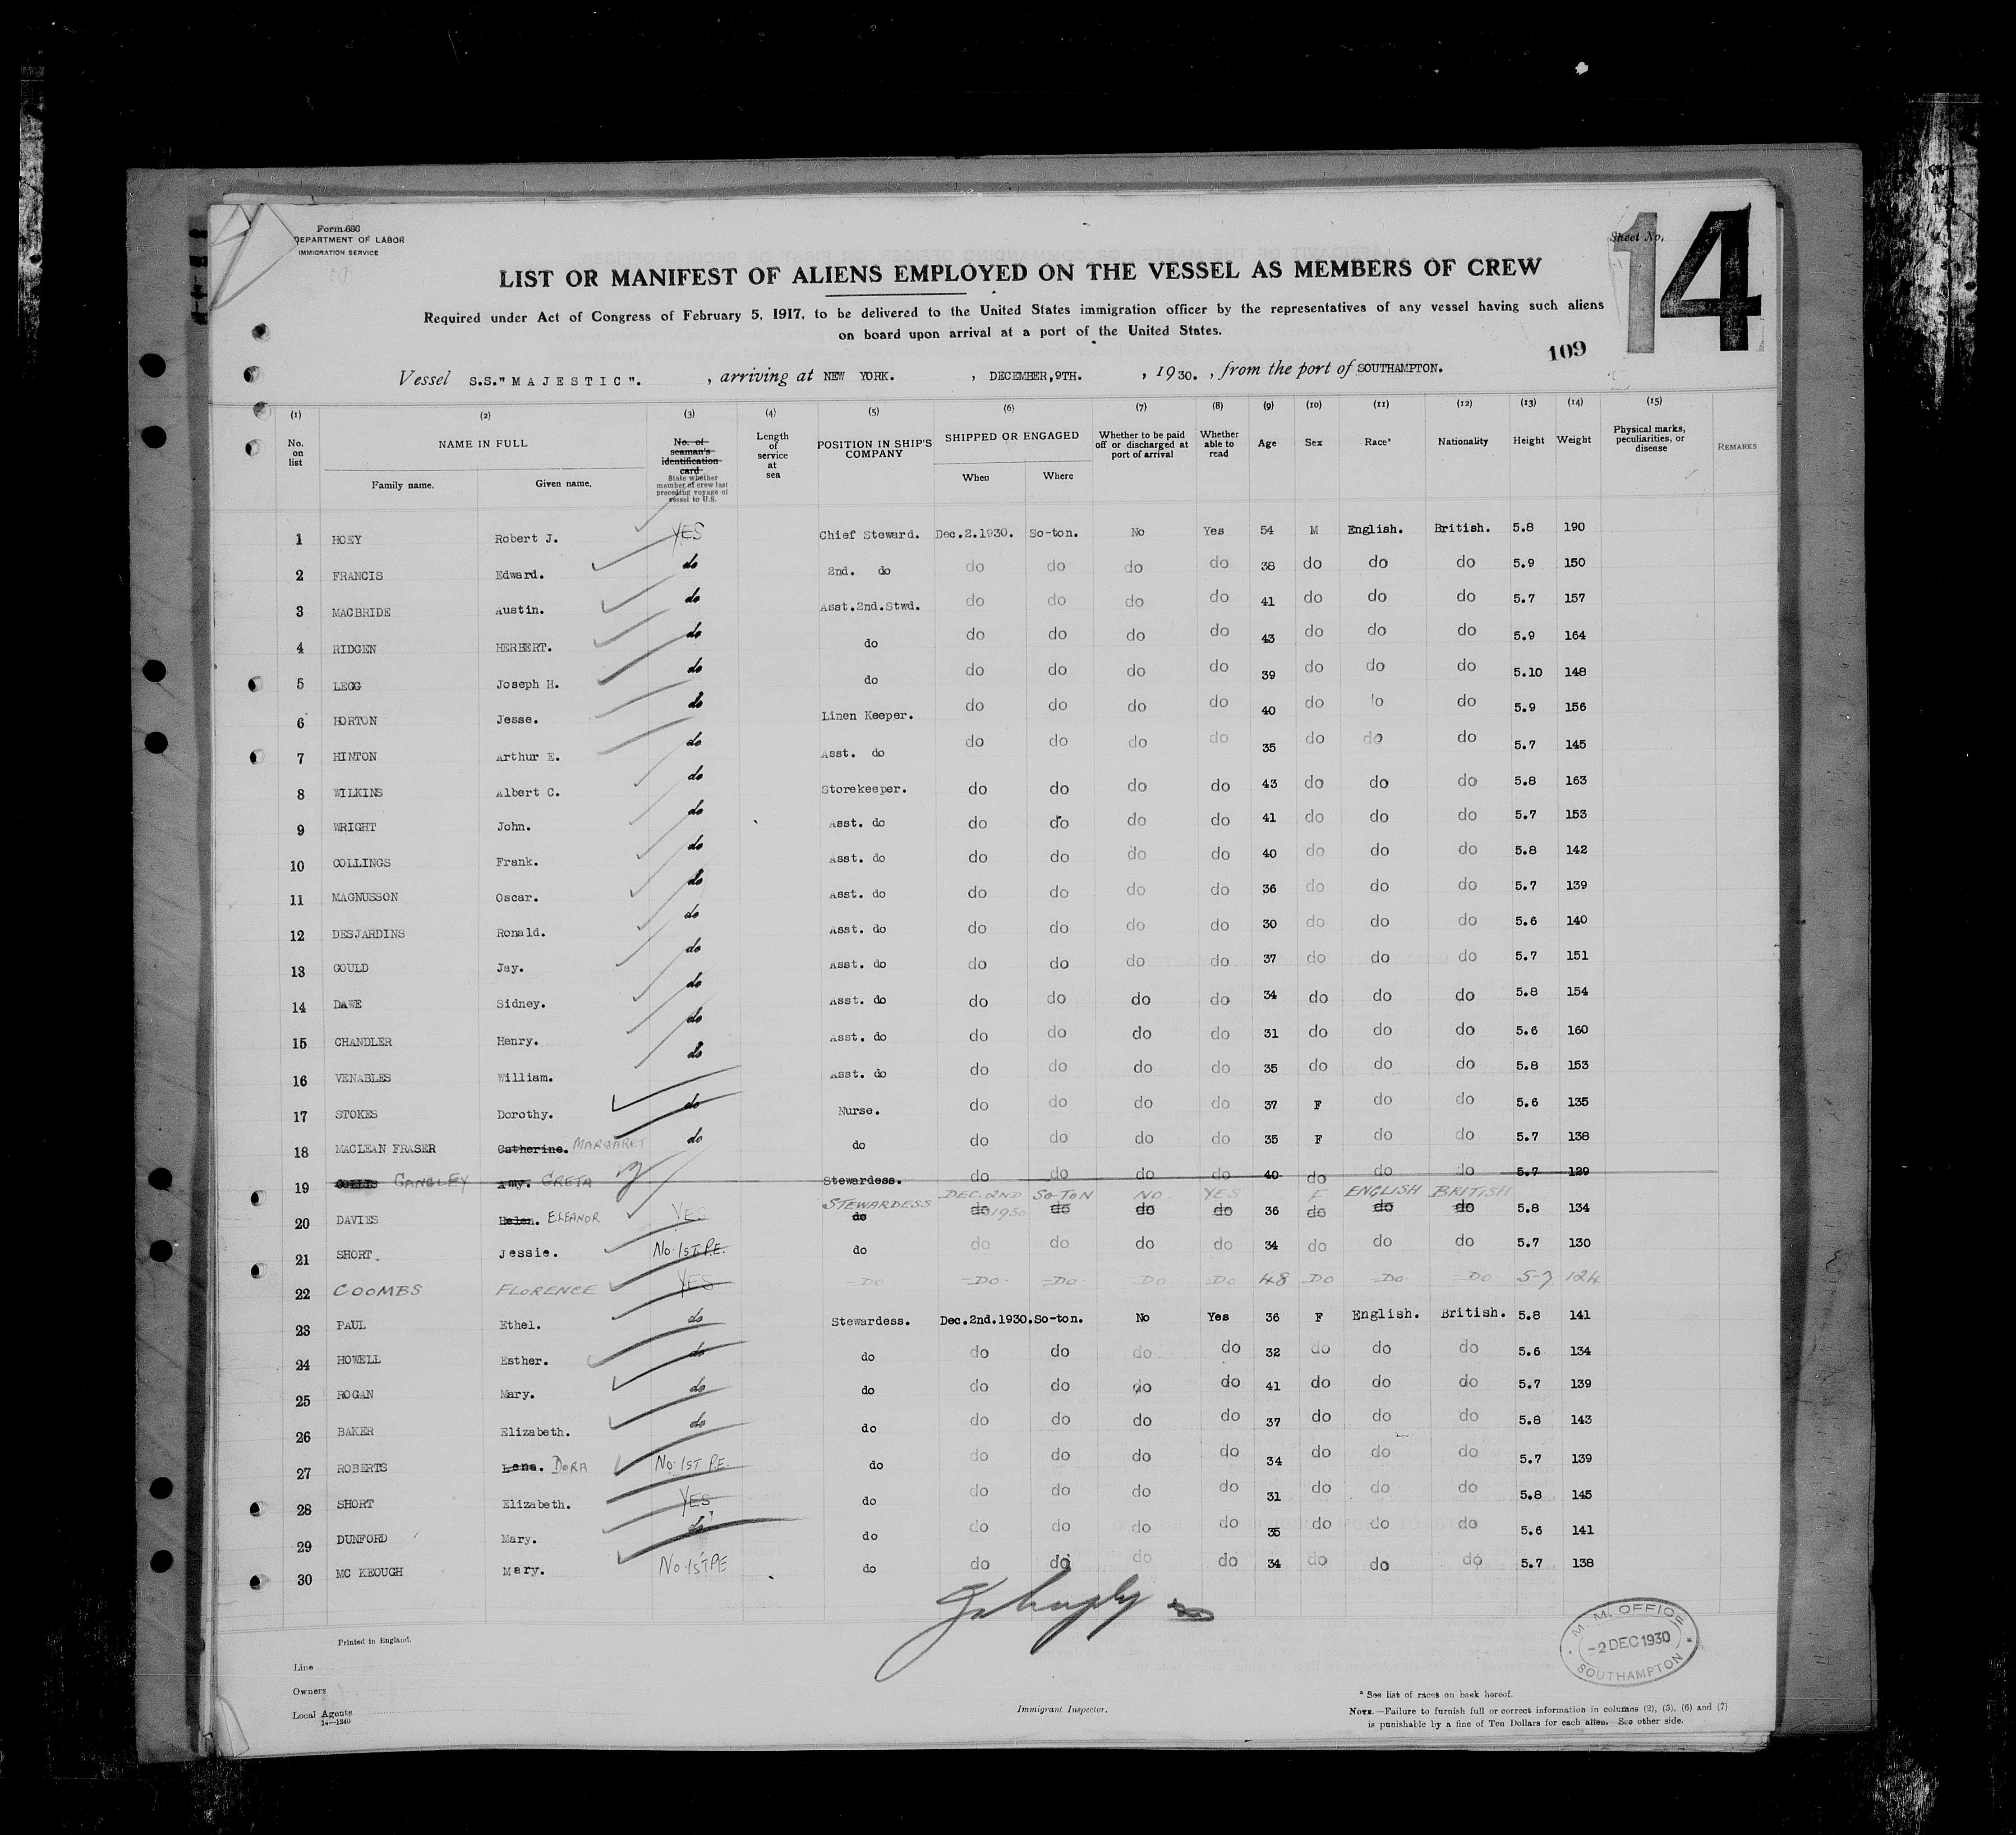 Form 680
DEPARTMENT OF LABOR
IMMIGRATION SERVICE
Sheet No. 14
LIST OR MANIFEST OF ALIENS EMPLOYED ON THE VESSEL AS MEMBERS OF CREW
Required under Act of Congress of February 5, 1917, to be delivered to the United States immigration officer by the representatives of any vessel having such aliens
on board upon arrival at a port of the United States.
109
Vessel S.S."MAJESTIC". , arriving at NEW YORK. , DECEMBER,9TH. , 1930. , from the port of SOUTHAMPTON.
(1) (2) (3) (4) (5) (6) (7) (8) (9) (10) (11) (12) (13) (14) (15)
No. on list NAME IN FULL Family name. Given name. No. of seaman's identification card State whether member of crew last preceding voyage of vessel to U.S. Length of service at sea POSITION IN SHIP'S COMPANY SHIPPED OR ENGAGED When Where Whether to be paid off or discharged at port of arrival Whether able to read Age Sex Race* Nationality Height Weight Physical marks, peculiarities, or disease REMARKS
1 HOEY Robert J. YES Chief Steward. Dec.2.1930. So-ton. No Yes 54 M English. British. 5.8 190
2 FRANCIS Edward. do 2nd. do do do do do 38 do do do 5.9 150
3 MACBRIDE Austin. do Asst.2nd.Stwd. do do do do 41 do do do 5.7 157
4 RIDGEN HERBERT. do do do do do do 43 do do do 5.9 164
5 LEGG Joseph H. do do do do do do 39 do do do 5.10 148
6 HORTON Jesse. do Linen Keeper. do do do do 40 do do do 5.9 156
7 HINTON Arthur E. do Asst. do do do do do 35 do do do 5.7 145
8 WILKINS Albert C. do Storekeeper. do do do do 43 do do do 5.8 163
9 WRIGHT John. do Asst. do do do do do 41 do do do 5.7 153
10 COLLINGS Frank. do Asst. do do do do do 40 do do do 5.8 142
11 MAGNUSSON Oscar. do Asst. do do do do do 36 do do do 5.7 139
12 DESJARDINS Ronald. do Asst. do do do do do 30 do do do 5.6 140
13 GOULD Jay. do Asst. do do do do do 37 do do do 5.7 151
14 DAWE Sidney. do Asst. do do do do do 34 do do do 5.8 154
15 CHANDLER Henry. do Asst. do do do do do 31 do do do 5.6 160
16 VENABLES William. do Asst. do do do do do 35 do do do 5.8 153
17 STOKES Dorothy. do Nurse. do do do do 37 F do do 5.6 135
18 MACLEAN FRASER Catherine. MARGARET do do do do do do 35 F do do 5.7 138
19 COLLIS GANGLEY Amy. GRETA Stewardess. do do do do 40 do do do 5.7 129
20 DAVIES Helen. ELEANOR YES STEWARDESS do DEC. 2ND 1930 do SO-TON do NO do YES do 36 F do ENGLISH do BRITISH do 5.8 134
21 SHORT. Jessie. No. 1ST P.E. do do do do do 34 do do do 5.7 130
22 COOMBS FLORENCE YES -DO- -DO- -DO- -DO- -DO 48 DO -DO- -DO 5-7 124
23 PAUL Ethel. do Stewardess. Dec.2nd.1930. So-ton. No Yes 36 F English. British. 5.8 141
24 HOWELL Esther. do do do do do do 32 do do do 5.6 134
25 ROGAN Mary. do do do do do do 41 do do do 5.7 139
26 BAKER Elizabeth. do do do do do do 37 do do do 5.8 143
27 ROBERTS Lena. DORA No. 1ST P.E. do do do do do 34 do do do 5.7 139
28 SHORT Elizabeth. YES do do do do do 31 do do do 5.8 145
29 DUNFORD Mary. do do do do do do 35 do do do 5.6 141
30 MC KEOUGH Mary. No. 1ST PE do do do do do 34 do do do 5.7 138
Printed in England.
Line
Owners
Local Agents
14—1240
Immigrant Inspector.
M. M. OFFICE
-2 DEC 1930
SOUTHAMPTON
* See list of races on back hereof.
NOTE.—Failure to furnish full or correct information in columns (2), (5), (6) and (7)
is punishable by a fine of Ten Dollars for each alien. See other side.